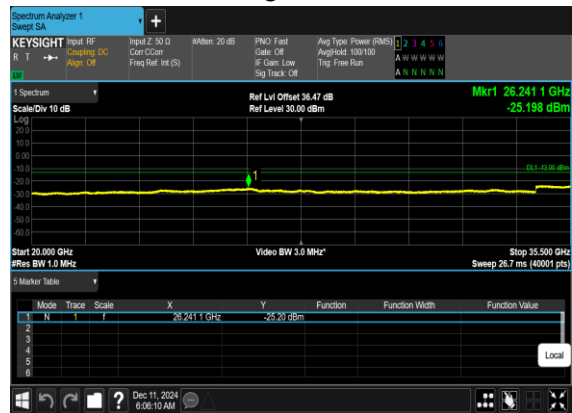 Spectrum Analyzer 1
Swept SA
+
KEYSIGHT Input: RF Input Z: 50 Ω #Atten: 20 dB PNO: Fast Avg Type: Power (RMS) 1 2 3 4 5 6
R T Coupling: DC Corr CCorr Gate: Off Avg|Hold: 100/100 A W W W W W
Align: Off Freq Ref: Int (S) IF Gain: Low Trig: Free Run
LXI Sig Track: Off A N N N N N
1 Spectrum Ref Lvl Offset 36.47 dB Mkr1 26.241 1 GHz
Scale/Div 10 dB Ref Level 30.00 dBm -25.198 dBm
Log
20.0
10.0
0.00
-10.0 DL1 -13.00 dBm
1
-20.0
-30.0
-40.0
-50.0
-60.0
Start 20.000 GHz Video BW 3.0 MHz* Stop 35.500 GHz
#Res BW 1.0 MHz Sweep 26.7 ms (40001 pts)
5 Marker Table
Mode Trace Scale X Y Function Function Width Function Value
1 N 1 f 26.241 1 GHz -25.20 dBm
2
3
4
5
6
Local
? Dec 11, 2024
6:06:10 AM